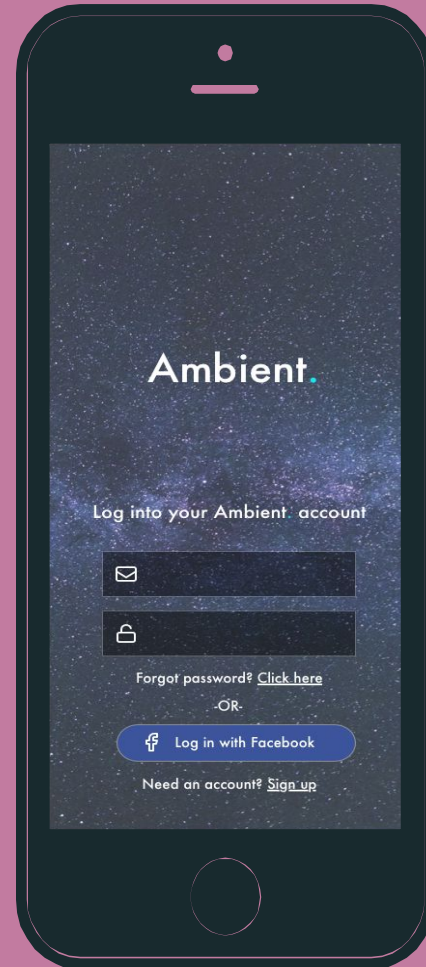 Ambient.
Log into your Ambient. account
Forgot password? Click here
-OR-
Log in with Facebook
Need an account? Sign up